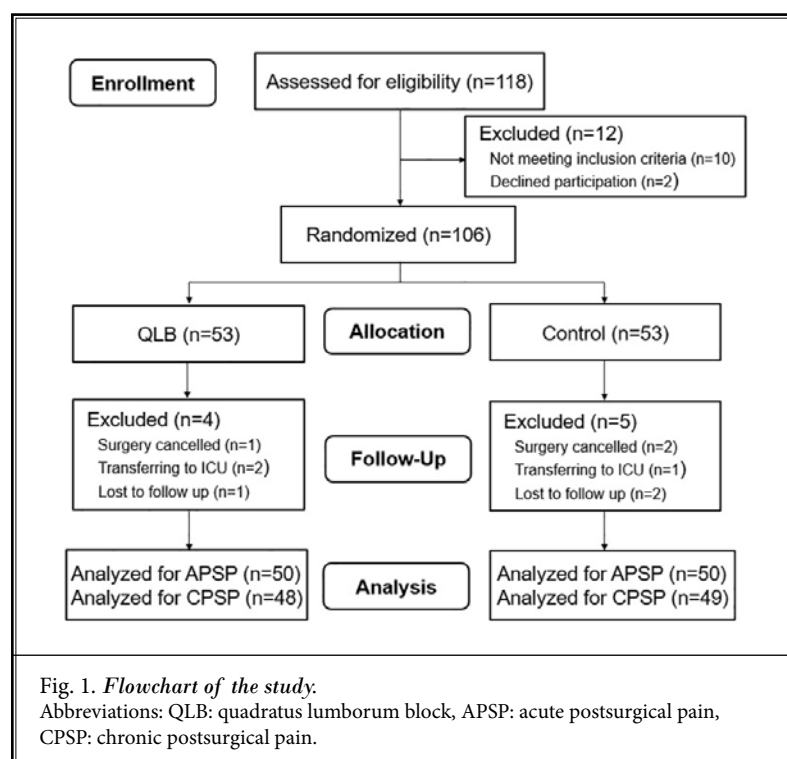 Enrollment
Assessed for eligibility (n=118)
Excluded (n=12)
Not meeting inclusion criteria (n=10)
Declined participation (n=2)
Randomized (n=106)
QLB (n=53)
Allocation
Control (n=53)
Excluded (n=4)
Surgery cancelled (n=1)
Transferring to ICU (n=2)
Lost to follow up (n=1)
Follow-Up
Excluded (n=5)
Surgery cancelled (n=2)
Transferring to ICU (n=1)
Lost to follow up (n=2)
Analyzed for APSP (n=50)
Analyzed for CPSP (n=48)
Analysis
Analyzed for APSP (n=50)
Analyzed for CPSP (n=49)
Fig. 1. Flowchart of the study.
Abbreviations: QLB: quadratus lumborum block, APSP: acute postsurgical pain,
CPSP: chronic postsurgical pain.